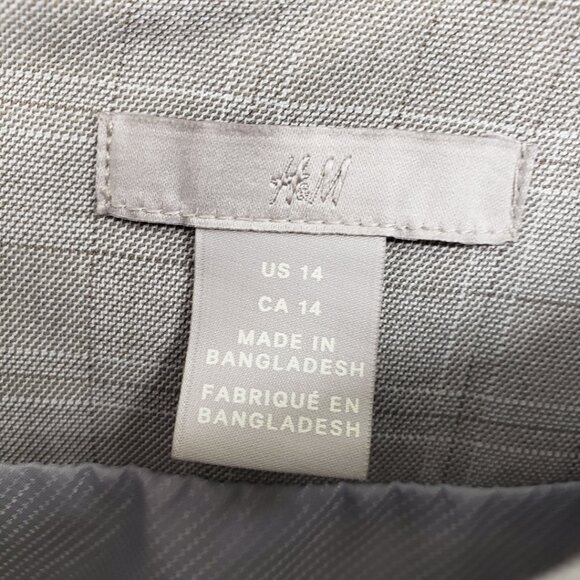 H&M
US 14
CA 14
MADE IN
BANGLADESH
FABRIQUÉ EN
BANGLADESH